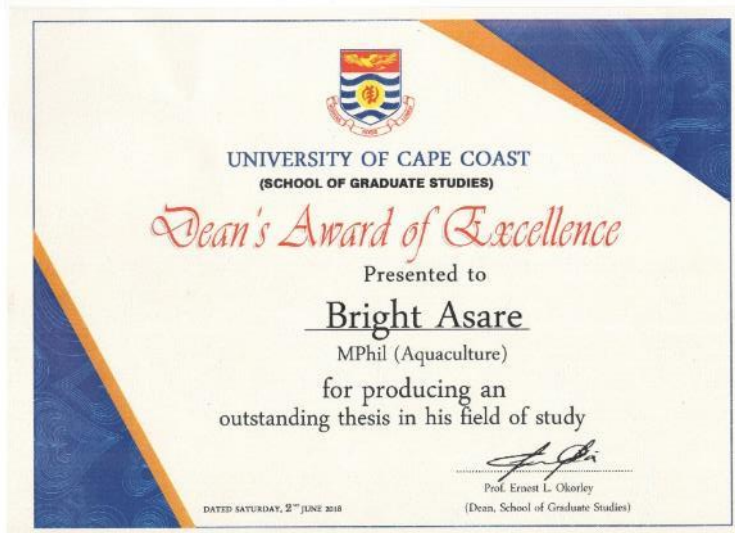 UNIVERSITY OF CAPE COAST
(SCHOOL OF GRADUATE STUDIES)
Dean's Award of Excellence
Presented to
Bright Asare
MPhil (Aquaculture)
for producing an
outstanding thesis in his field of study
Prof. Ernest L. Okorley
(Dean, School of Graduate Studies)
DATED SATURDAY, 2ND JUNE 2018